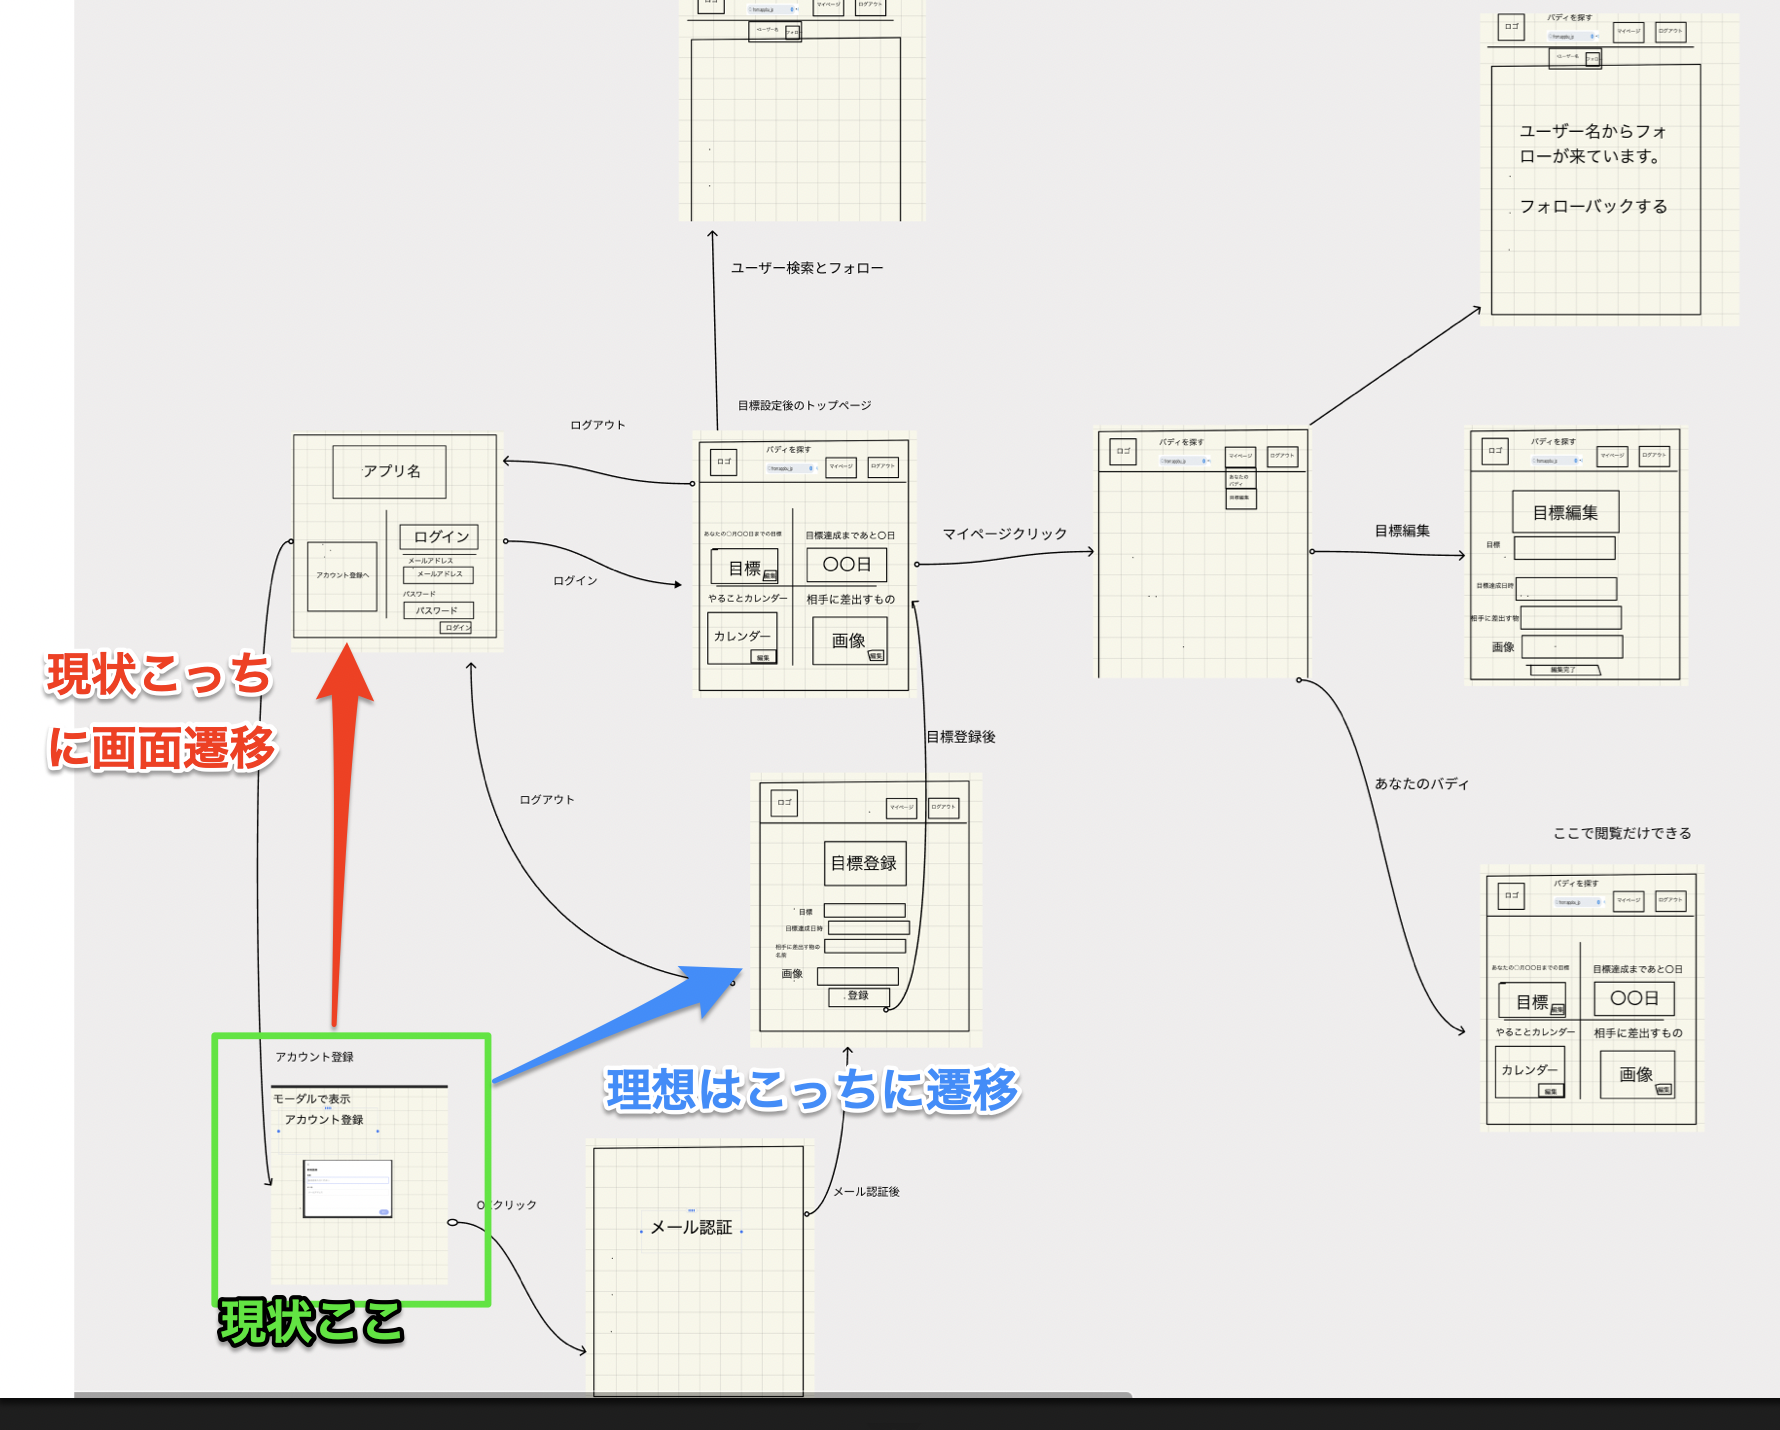 ロゴ
マイページ
ログアウト
ユーザー名
フォロー
バディを探す
ロゴ
マイページ
ログアウト
ユーザー名
フォロー
ユーザー名からフォ
ローが来ています。
フォローバックする
ユーザー検索とフォロー
目標設定後のトップページ
ログアウト
アプリ名
ログイン
メールアドレス
メールアドレス
アカウント登録へ
パスワード
パスワード
ログイン
ログイン
バディを探す
ロゴ
マイページ
ログアウト
あなたの○月○○日までの目標
目標達成まであと〇日
目標
編集
〇〇日
やることカレンダー
相手に差出すもの
カレンダー
編集
画像
編集
マイページクリック
バディを探す
ロゴ
マイページ
ログアウト
あなたの
バディ
目標編集
目標編集
バディを探す
ロゴ
マイページ
ログアウト
目標編集
目標
目標達成日時
相手に差出す物
画像
編集完了
現状こっち
に画面遷移
目標登録後
ログアウト
ロゴ
マイページ
ログアウト
目標登録
目標
目標達成日時
相手に差出す物の
名前
画像
登録
あなたのバディ
ここで閲覧だけできる
バディを探す
ロゴ
マイページ
ログアウト
あなたの○月○○日までの目標
目標達成まであと〇日
目標
編集
〇〇日
やることカレンダー
相手に差出すもの
カレンダー
編集
画像
編集
理想はこっちに遷移
アカウント登録
モーダルで表示
アカウント登録
OKクリック
現状ここ
メール認証
メール認証後